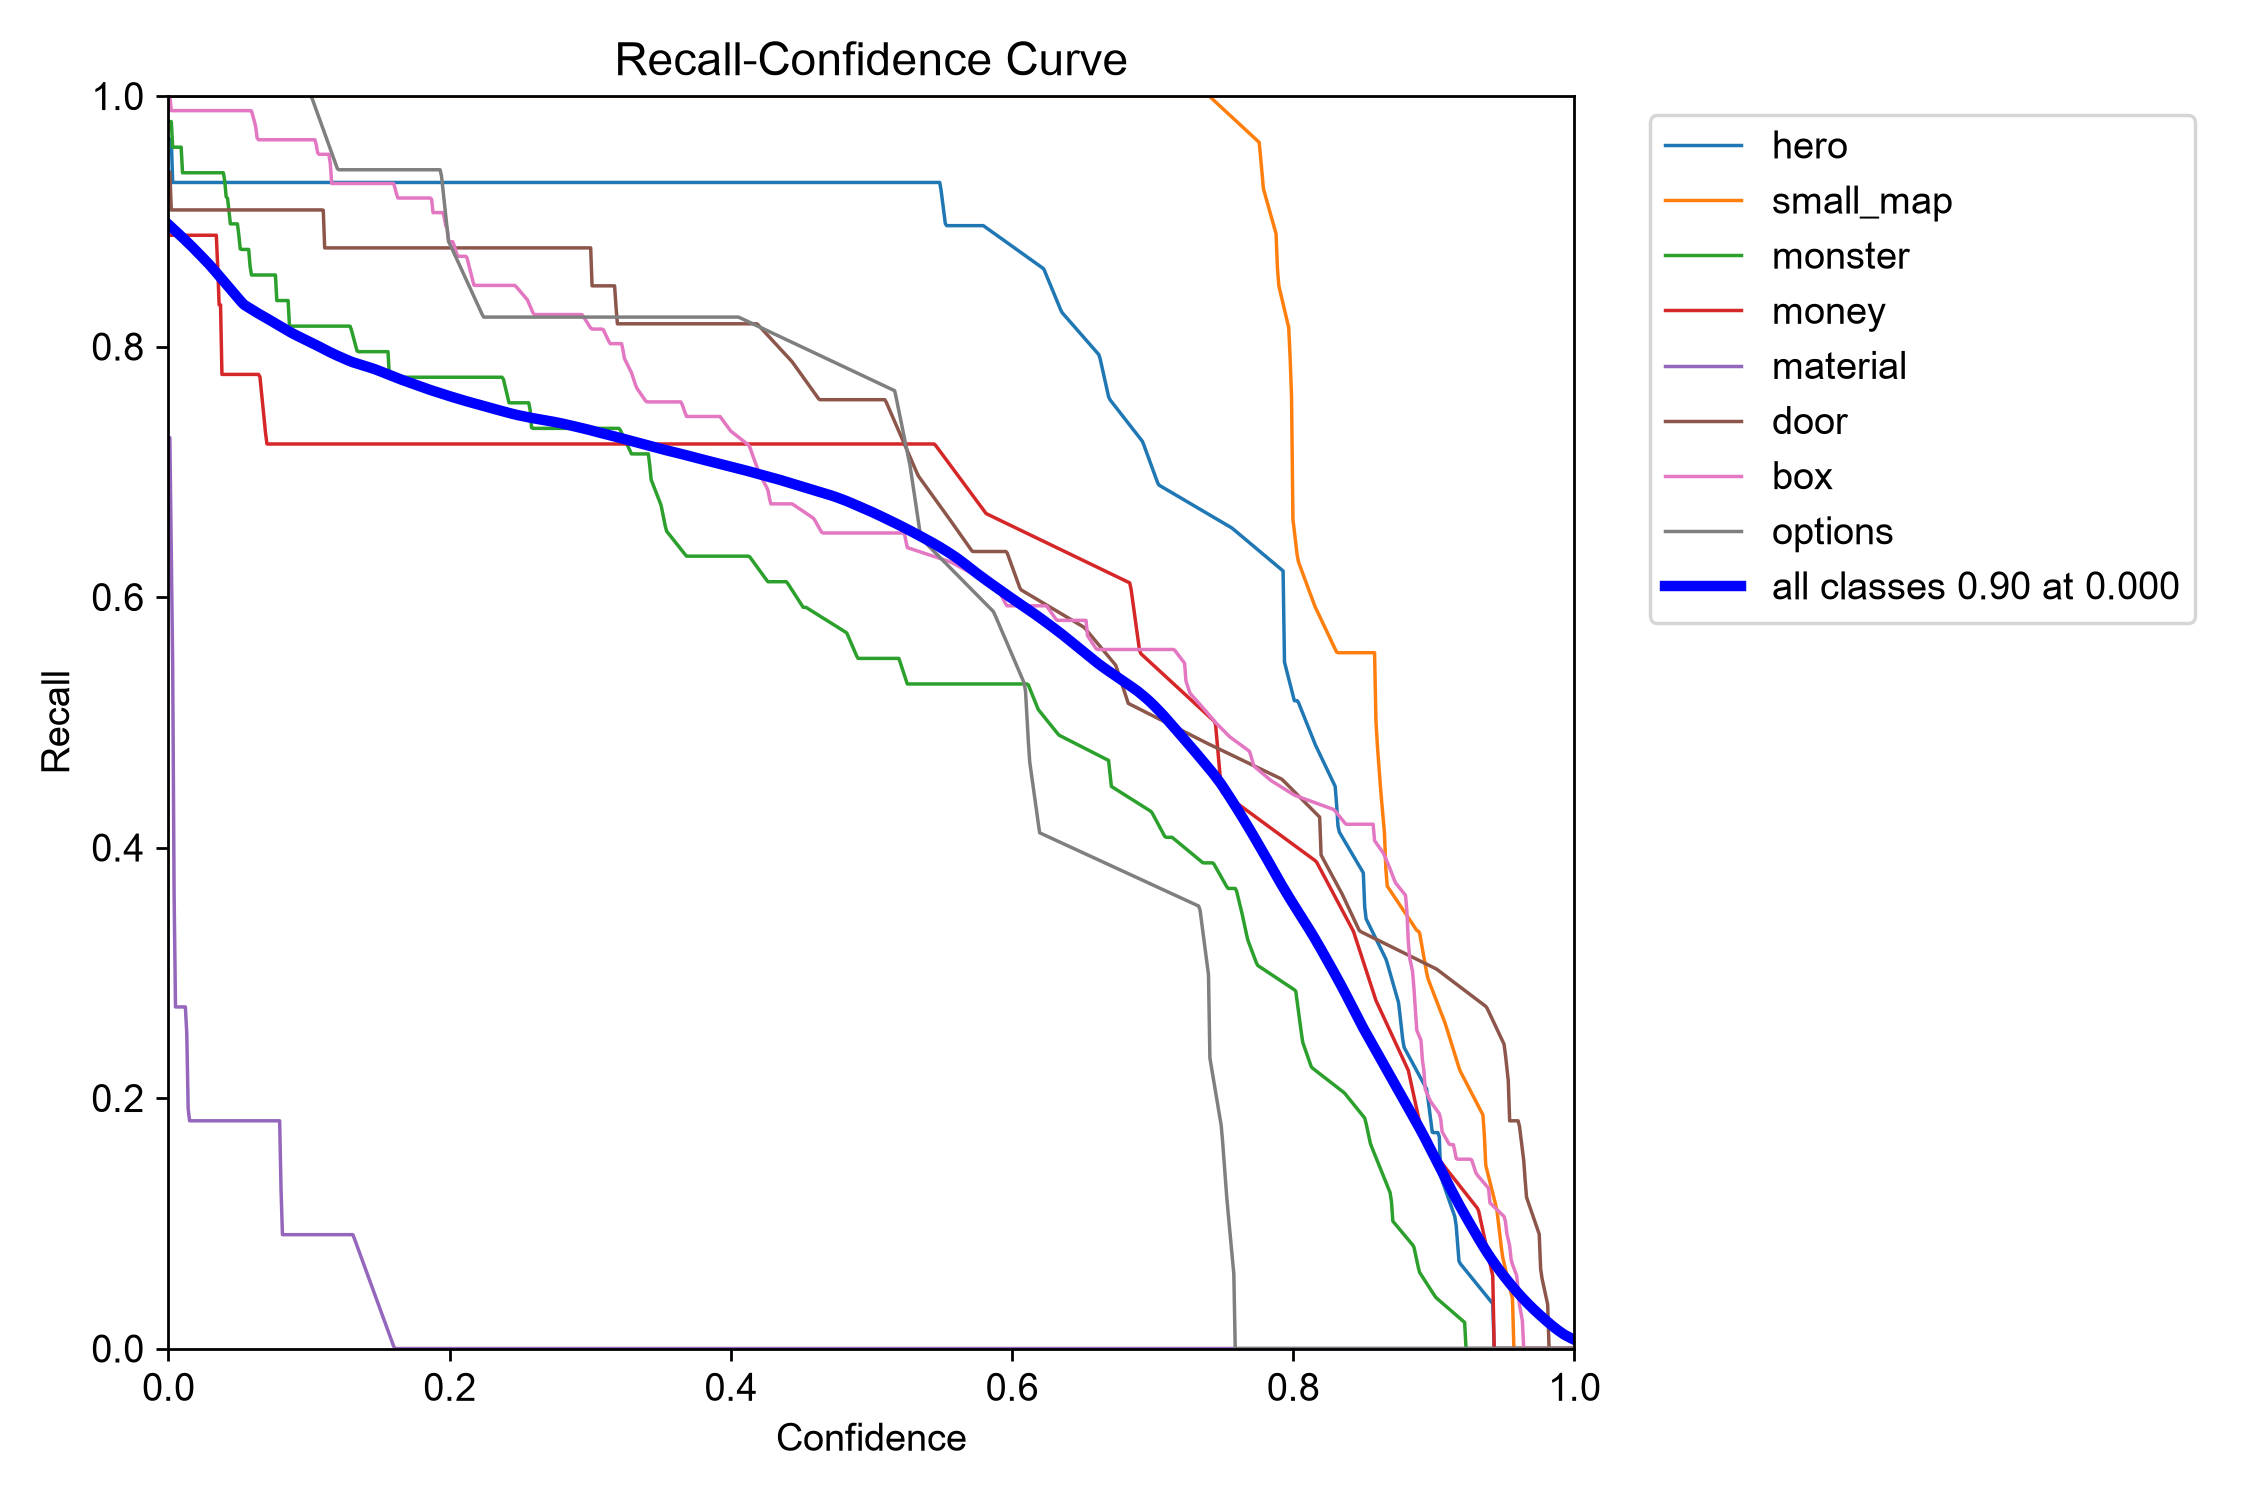 Recall-Confidence Curve
1.0
0.8
0.6
0.4
0.2
0.0
Recall
0.0 0.2 0.4 0.6 0.8 1.0
Confidence
hero
small_map
monster
money
material
door
box
options
all classes 0.90 at 0.000